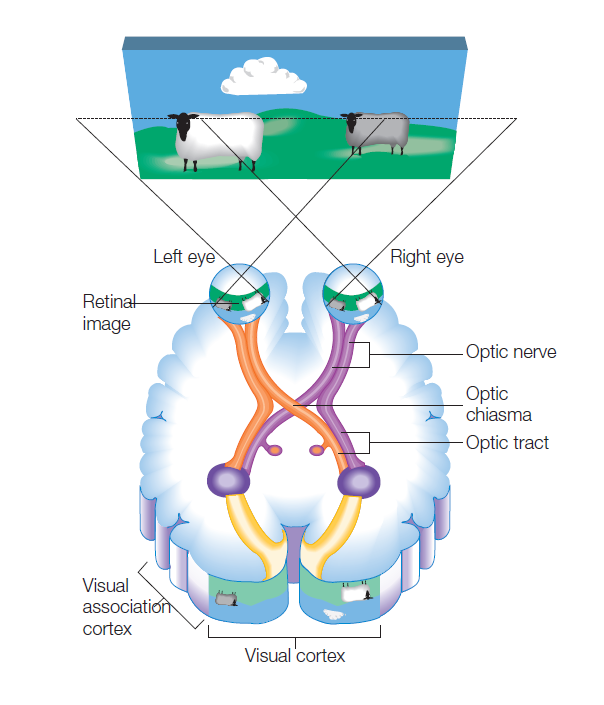 Left eye
Right eye
Retinal
image
Optic nerve
Optic
chiasma
Optic tract
Visual
association
cortex
Visual cortex